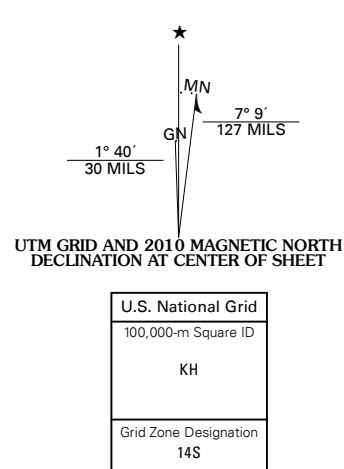 ★
MN
GN
7° 9´
127 MILS
1° 40´
30 MILS
UTM GRID AND 2010 MAGNETIC NORTH
DECLINATION AT CENTER OF SHEET
U.S. National Grid
100,000-m Square ID
KH
Grid Zone Designation
14S